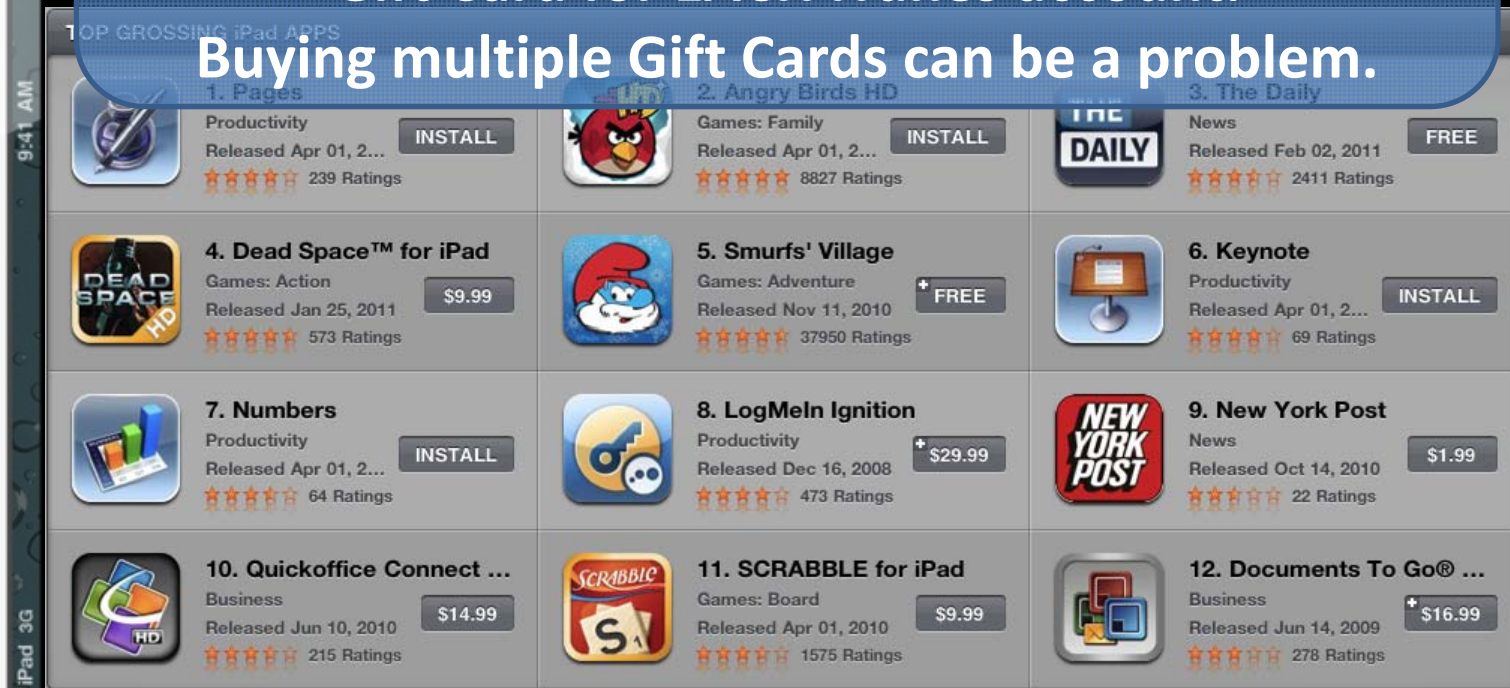 Gift Card for EACH iTunes account.
Buying multiple Gift Cards can be a problem.
TOP GROSSING iPad APPS
1. Pages
Productivity
Released Apr 01, 2...
INSTALL
239 Ratings
2. Angry Birds HD
Games: Family
Released Apr 01, 2...
INSTALL
8827 Ratings
THE
DAILY
3. The Daily
News
Released Feb 02, 2011
FREE
2411 Ratings
DEAD
SPACE
HD
4. Dead Space™ for iPad
Games: Action
Released Jan 25, 2011
$9.99
573 Ratings
5. Smurfs' Village
Games: Adventure
Released Nov 11, 2010
+ FREE
37950 Ratings
6. Keynote
Productivity
Released Apr 01, 2...
INSTALL
69 Ratings
7. Numbers
Productivity
Released Apr 01, 2...
INSTALL
64 Ratings
8. LogMeIn Ignition
Productivity
Released Dec 16, 2008
+ $29.99
473 Ratings
NEW
YORK
POST
9. New York Post
News
Released Oct 14, 2010
$1.99
22 Ratings
HD
10. Quickoffice Connect ...
Business
Released Jun 10, 2010
$14.99
215 Ratings
SCRABBLE
S1
11. SCRABBLE for iPad
Games: Board
Released Apr 01, 2010
$9.99
1575 Ratings
12. Documents To Go® ...
Business
Released Jun 14, 2009
+ $16.99
278 Ratings
9:41 AM
iPad 3G